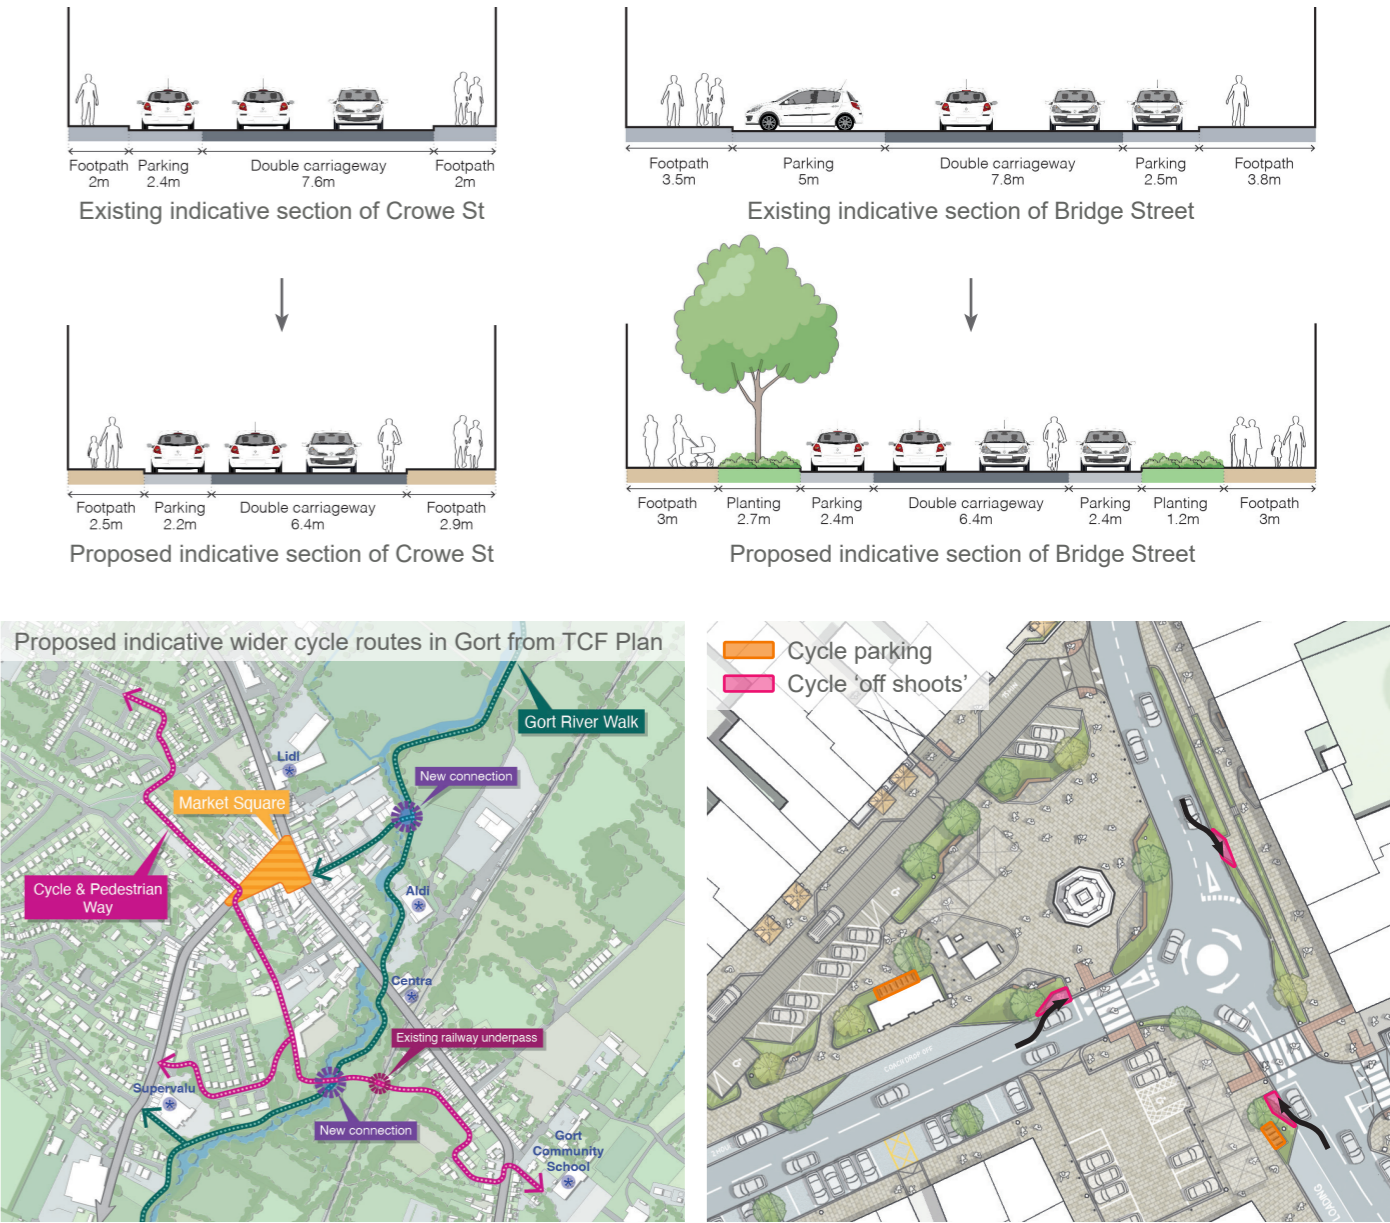 Footpath
2m
Parking
2.4m
Double carriageway
7.6m
Footpath
2m
Existing indicative section of Crowe St
Footpath
3.5m
Parking
5m
Double carriageway
7.8m
Parking
2.5m
Footpath
3.8m
Existing indicative section of Bridge Street
Footpath
2.5m
Parking
2.2m
Double carriageway
6.4m
Footpath
2.9m
Proposed indicative section of Crowe St
Footpath
3m
Planting
2.7m
Parking
2.4m
Double carriageway
6.4m
Parking
2.4m
Planting
1.2m
Footpath
3m
Proposed indicative section of Bridge Street
Proposed indicative wider cycle routes in Gort from TCF Plan
Gort River Walk
Lidl
New connection
Market Square
Cycle & Pedestrian
Way
Aldi
Centra
Existing railway underpass
Supervalu
New connection
Gort
Community
School
Cycle parking
Cycle ‘off shoots’
COACH DROP OFF
LOADING